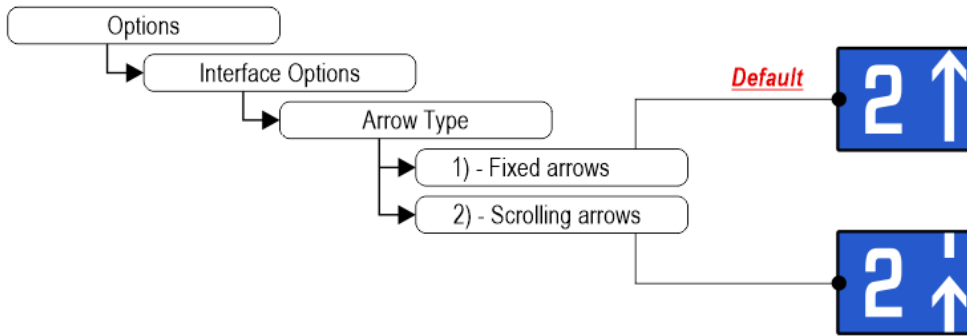 Options
Interface Options
Arrow Type
Default
1) - Fixed arrows
2) - Scrolling arrows
2
2